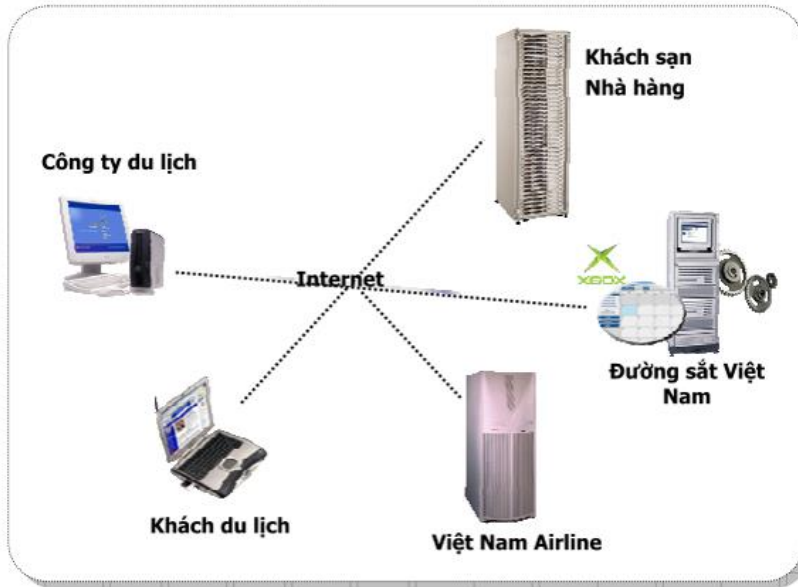 Khách sạn
Nhà hàng
Công ty du lịch
Internet
XBOX
Đường sắt Việt
Nam
Khách du lịch
Việt Nam Airline